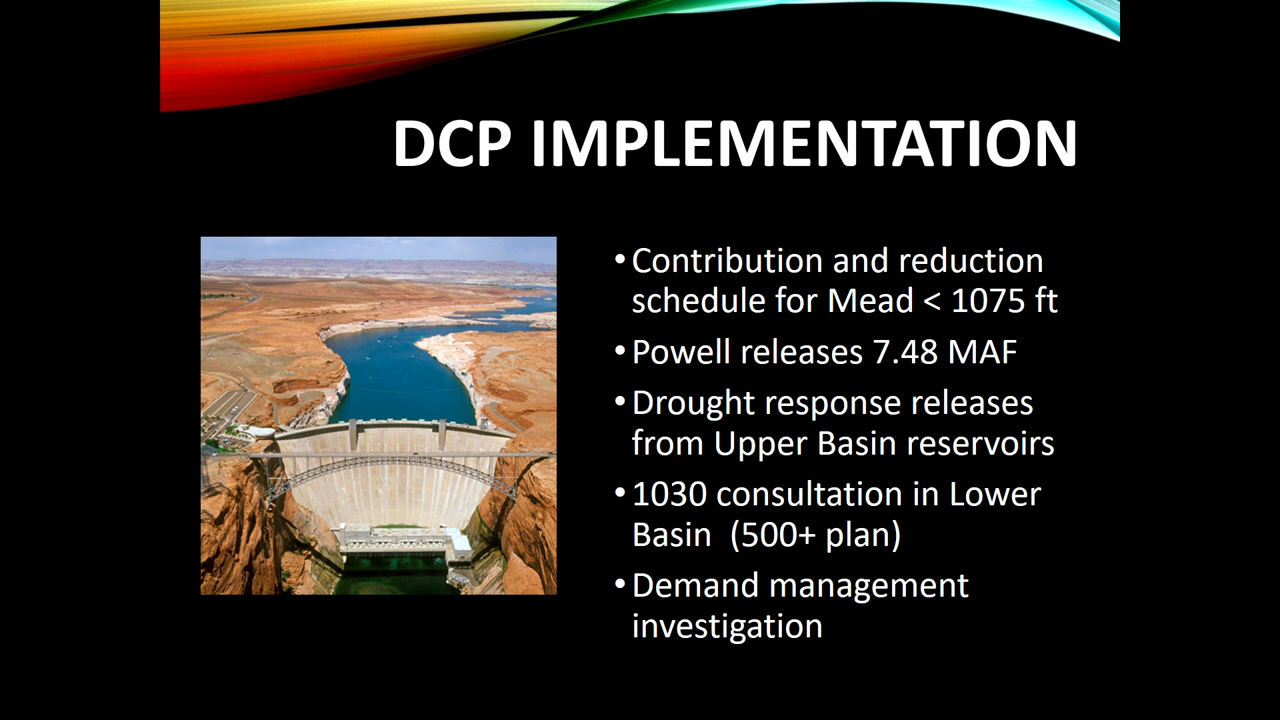 DCP IMPLEMENTATION
•Contribution and reduction
schedule for Mead < 1075 ft
•Powell releases 7.48 MAF
•Drought response releases
from Upper Basin reservoirs
•1030 consultation in Lower
Basin  (500+ plan)
•Demand management
investigation